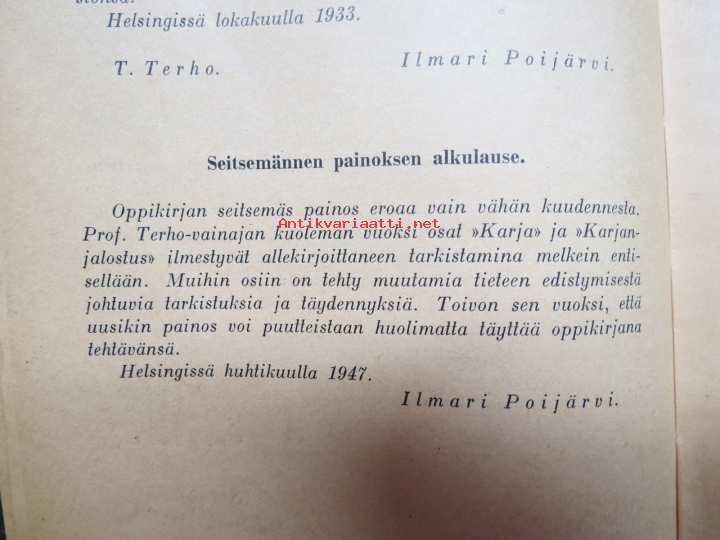 Helsingissä lokakuulla 1933.
T. Terho. Ilmari Poijärvi.
Seitsemännen painoksen alkulause.
Oppikirjan seitsemäs painos eroaa vain vähän kuudennesta.
Antikvariaatti.net
Prof. Terho-vainajan kuoleman vuoksi osat »Karja» ja »Karjan-
jalostus» ilmestyvät allekirjoittaneen tarkistamina melkein enti-
sellään. Muihin osiin on tehty muutamia tieteen edistymisestä
johtuvia tarkistuksia ja täydennyksiä. Toivon sen vuoksi, että
uusikin painos voi puutteistaan huolimatta täyttää oppikirjana
tehtävänsä.
Helsingissä huhtikuulla 1947.
Ilmari Poijärvi.